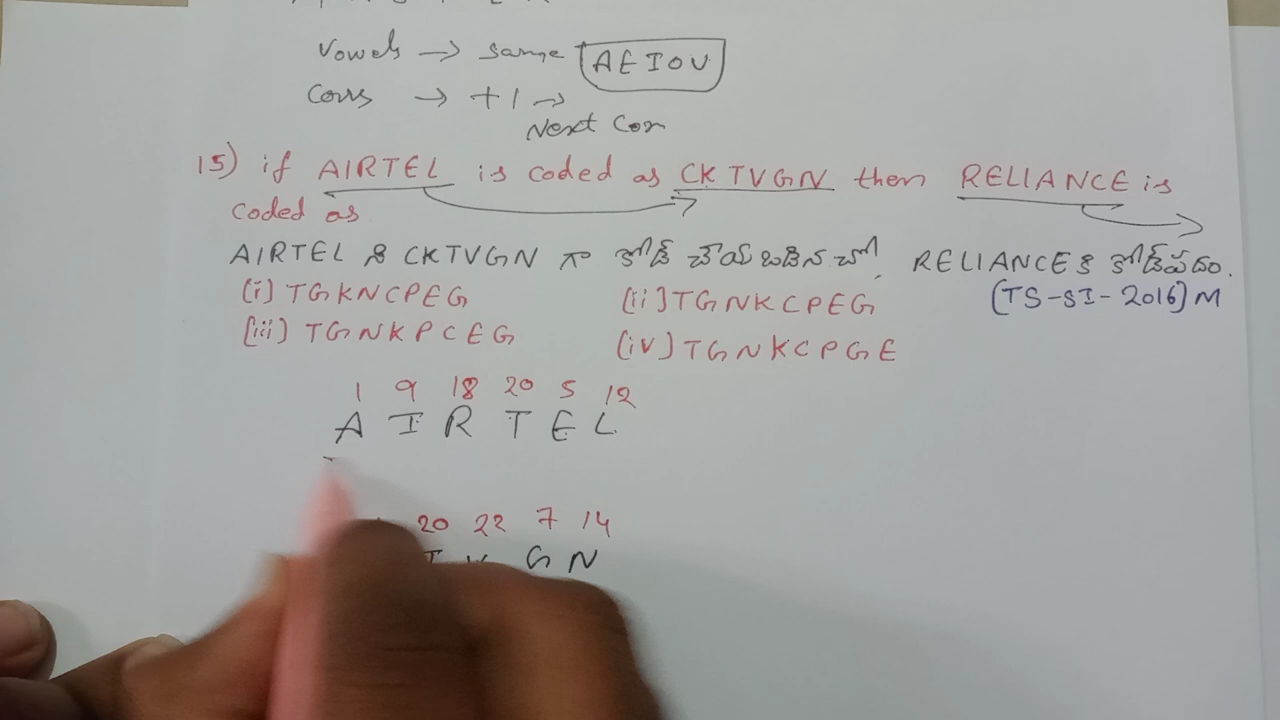 Vowels → same AEIOU
Cons → +1 →
Next Con
15) if AIRTEL is coded as CKTVGN then RELIANCE is
coded as
AIRTEL ని CKTVGN గా కోడ్ చేయబడిన చో, RELIANCE కి కోడ్‌పదం.
(i) TGKNCPEG (ii) TGNKCPEG (TS-SI-2016) M
(iii) TGNKPCEG (iv) TGNKCPGE
1 9 18 20 5 12
A I R T E L
20 22 7 14
T V G N